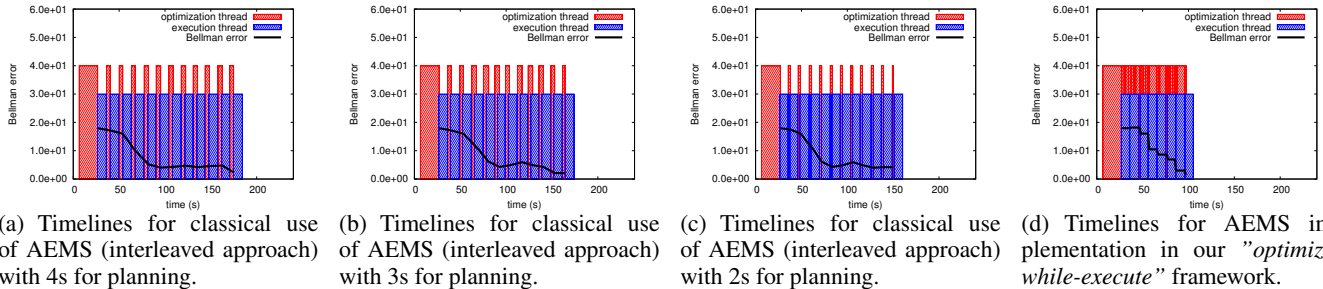 6.0e+01
5.0e+01
4.0e+01
3.0e+01
2.0e+01
1.0e+01
0.0e+00
Bellman error
optimization thread
execution thread
Bellman error
0 50 100 150 200
time (s)
(a) Timelines for classical use
of AEMS (interleaved approach)
with 4s for planning.
6.0e+01
5.0e+01
4.0e+01
3.0e+01
2.0e+01
1.0e+01
0.0e+00
Bellman error
optimization thread
execution thread
Bellman error
0 50 100 150 200
time (s)
(b) Timelines for classical use
of AEMS (interleaved approach)
with 3s for planning.
6.0e+01
5.0e+01
4.0e+01
3.0e+01
2.0e+01
1.0e+01
0.0e+00
Bellman error
optimization thread
execution thread
Bellman error
0 50 100 150 200
time (s)
(c) Timelines for classical use
of AEMS (interleaved approach)
with 2s for planning.
6.0e+01
5.0e+01
4.0e+01
3.0e+01
2.0e+01
1.0e+01
0.0e+00
Bellman error
optimization thread
execution thread
Bellman error
0 50 100 150 200
time (s)
(d) Timelines for AEMS in
plementation in our "optimiz
while-execute" framework.